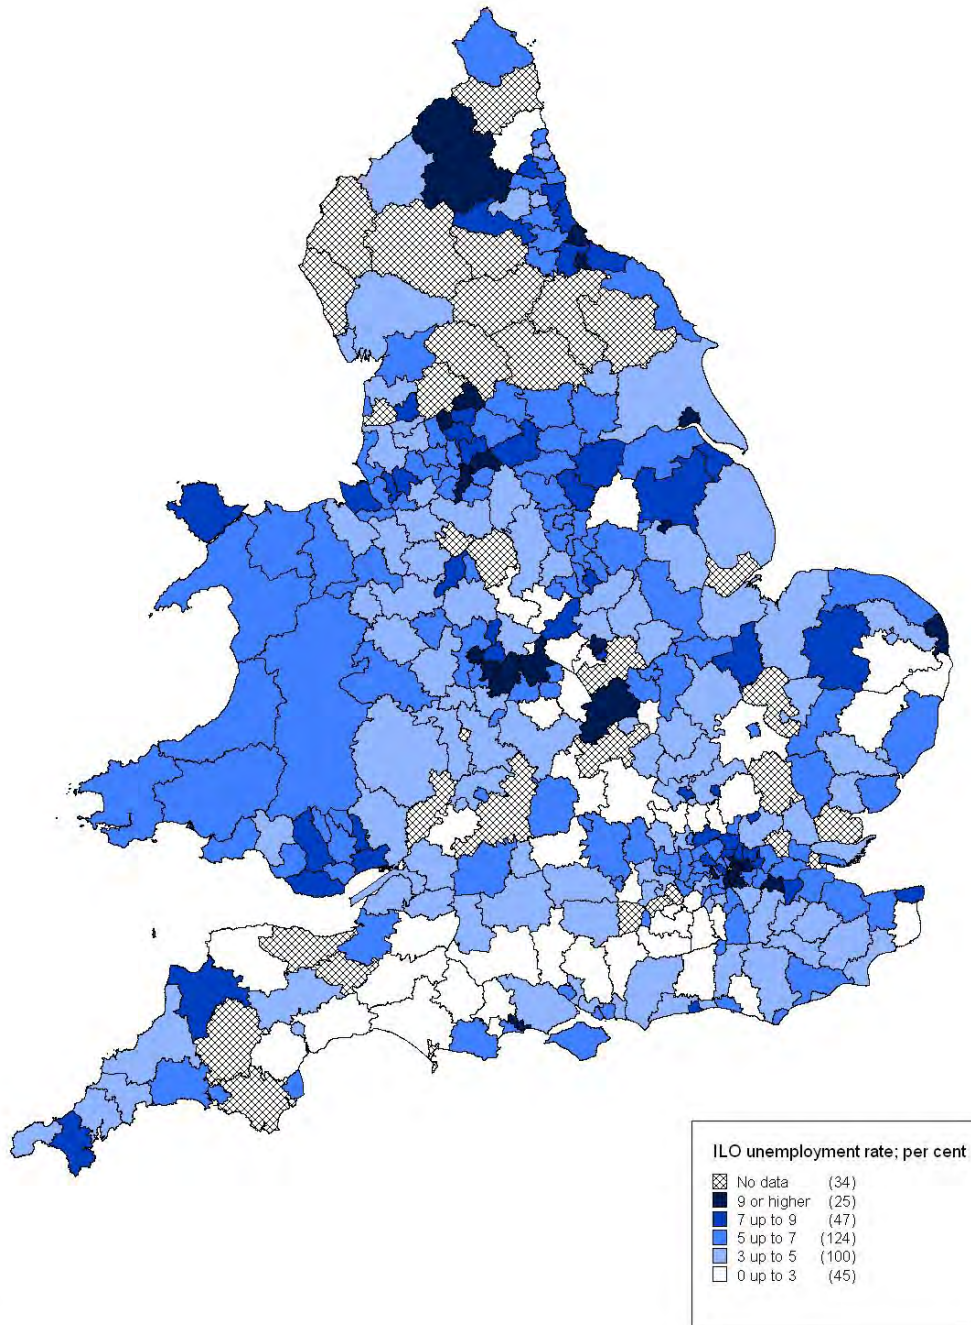 ILO unemployment rate; per cent
No data (34)
9 or higher (25)
7 up to 9 (47)
5 up to 7 (124)
3 up to 5 (100)
0 up to 3 (45)